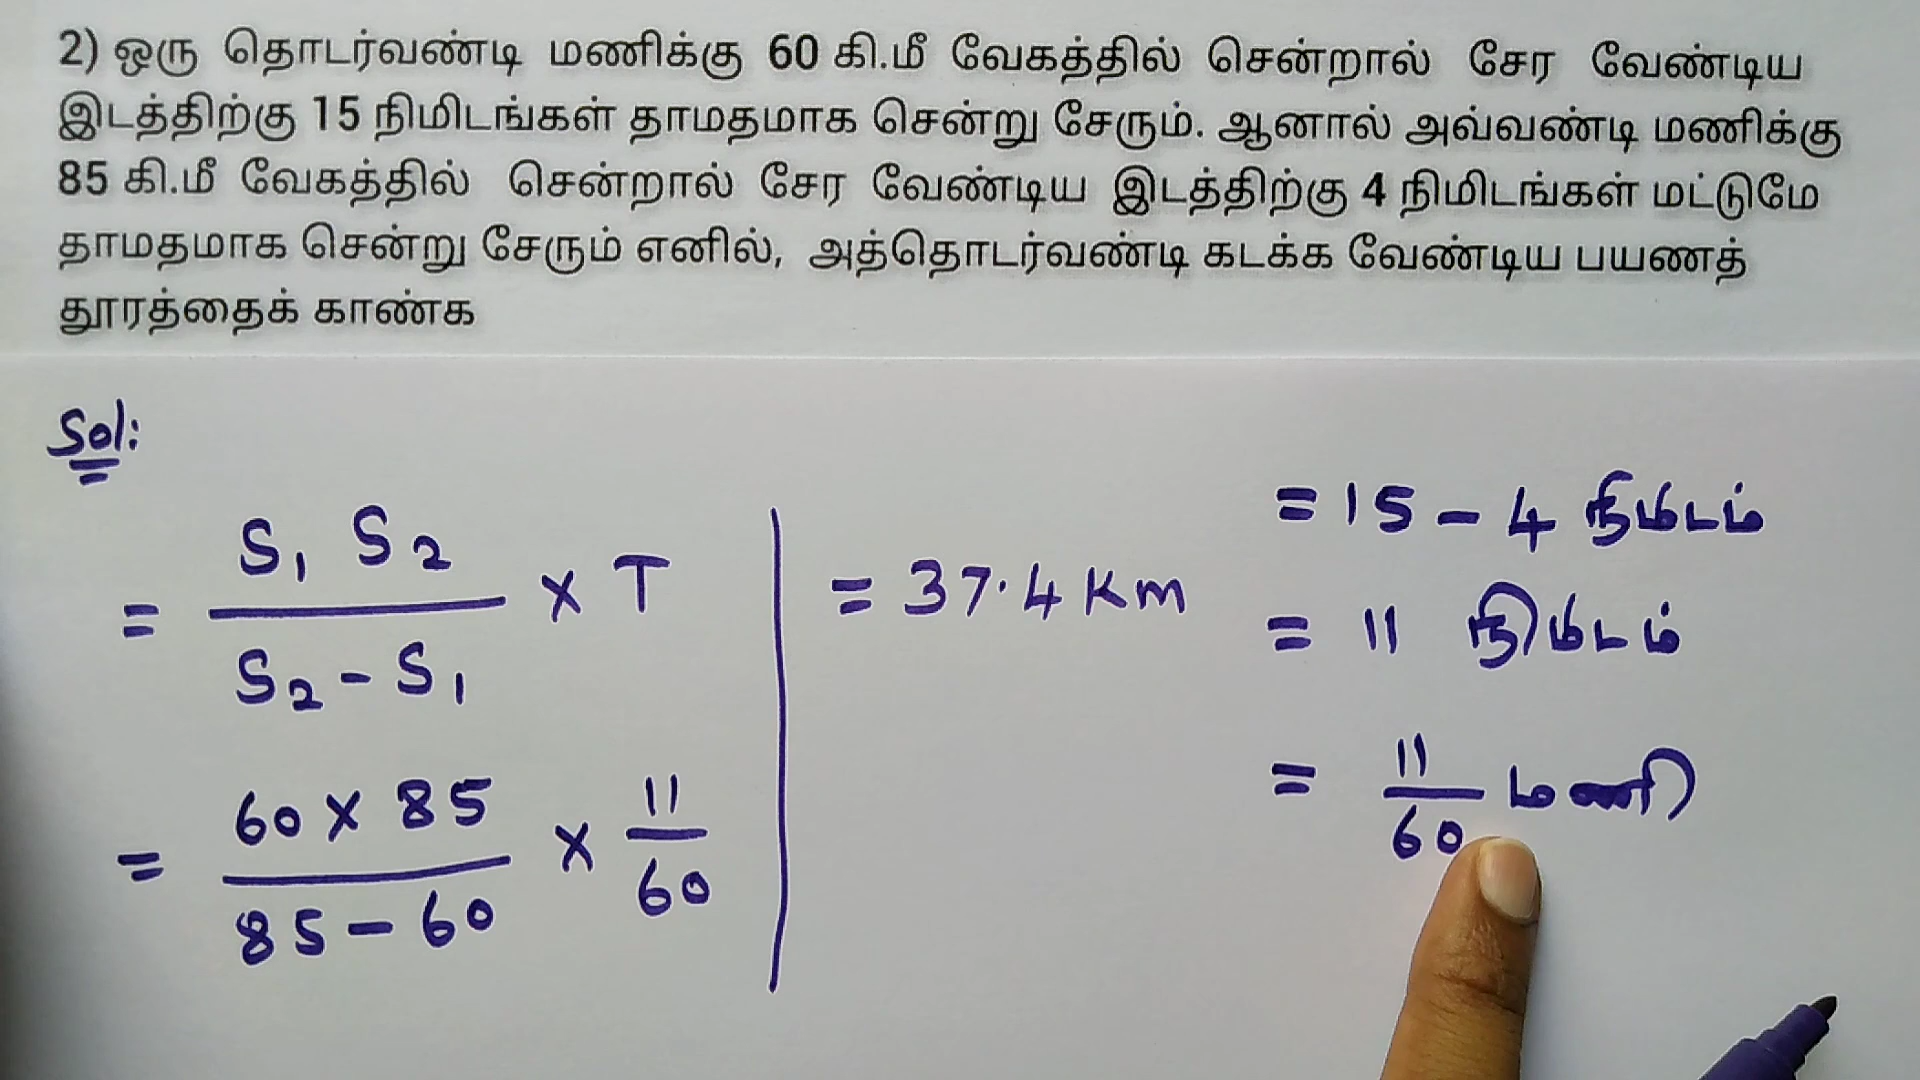 2) ஒரு தொடர்வண்டி மணிக்கு 60 கி.மீ வேகத்தில் சென்றால் சேர வேண்டிய
இடத்திற்கு 15 நிமிடங்கள் தாமதமாக சென்று சேரும். ஆனால் அவ்வண்டி மணிக்கு
85 கி.மீ வேகத்தில் சென்றால் சேர வேண்டிய இடத்திற்கு 4 நிமிடங்கள் மட்டுமே
தாமதமாக சென்று சேரும் எனில், அத்தொடர்வண்டி கடக்க வேண்டிய பயணத்
தூரத்தைக் காண்க
Sol:
= S₁ S₂ / S₂ - S₁ × T
= 60 × 85 / 85 - 60 × 11/60
= 37.4 Km
= 15 - 4 நிமிடம்
= 11 நிமிடம்
= 11/60 மணி